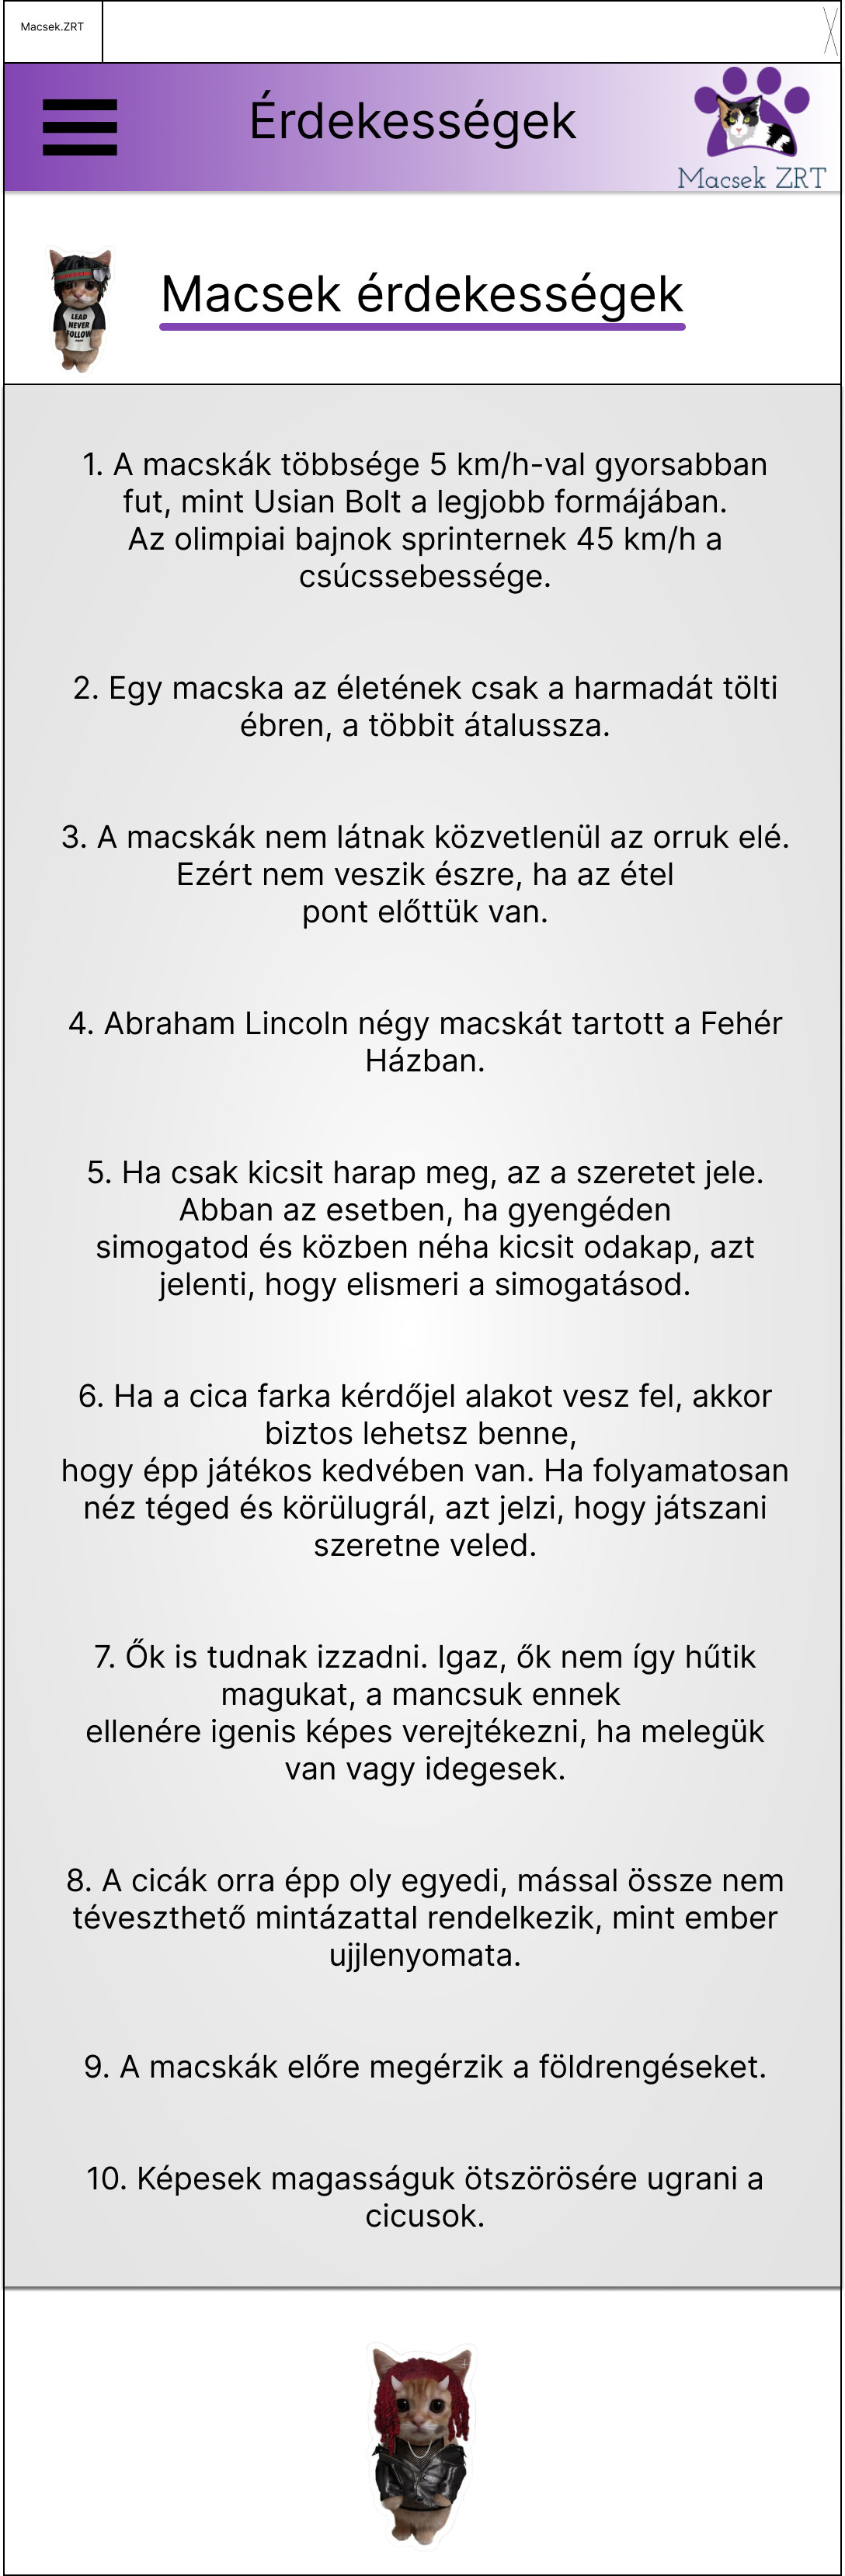 Macsek.ZRT
Érdekességek
Macsek ZRT
Macsek érdekességek
LEAD
NEVER
FOLLOW
1. A macskák többsége 5 km/h-val gyorsabban
fut, mint Usian Bolt a legjobb formájában.
Az olimpiai bajnok sprinternek 45 km/h a
csúcssebessége.
2. Egy macska az életének csak a harmadát tölti
ébren, a többit átalussza.
3. A macskák nem látnak közvetlenül az orruk elé.
Ezért nem veszik észre, ha az étel
pont előttük van.
4. Abraham Lincoln négy macskát tartott a Fehér
Házban.
5. Ha csak kicsit harap meg, az a szeretet jele.
Abban az esetben, ha gyengéden
simogatod és közben néha kicsit odakap, azt
jelenti, hogy elismeri a simogatásod.
6. Ha a cica farka kérdőjel alakot vesz fel, akkor
biztos lehetsz benne,
hogy épp játékos kedvében van. Ha folyamatosan
néz téged és körülugrál, azt jelzi, hogy játszani
szeretne veled.
7. Ők is tudnak izzadni. Igaz, ők nem így hűtik
magukat, a mancsuk ennek
ellenére igenis képes verejtékezni, ha melegük
van vagy idegesek.
8. A cicák orra épp oly egyedi, mással össze nem
téveszthető mintázattal rendelkezik, mint ember
ujjlenyomata.
9. A macskák előre megérzik a földrengéseket.
10. Képesek magasságuk ötszörösére ugrani a
cicusok.